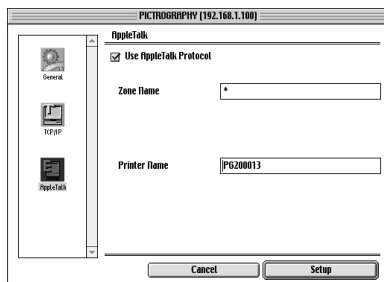 PICTROGRAPHY (192.168.1.100)
AppleTalk
General
Use AppleTalk Protocol
Zone Name *
TCP/IP
Printer Name PG200013
AppleTalk
Cancel Setup